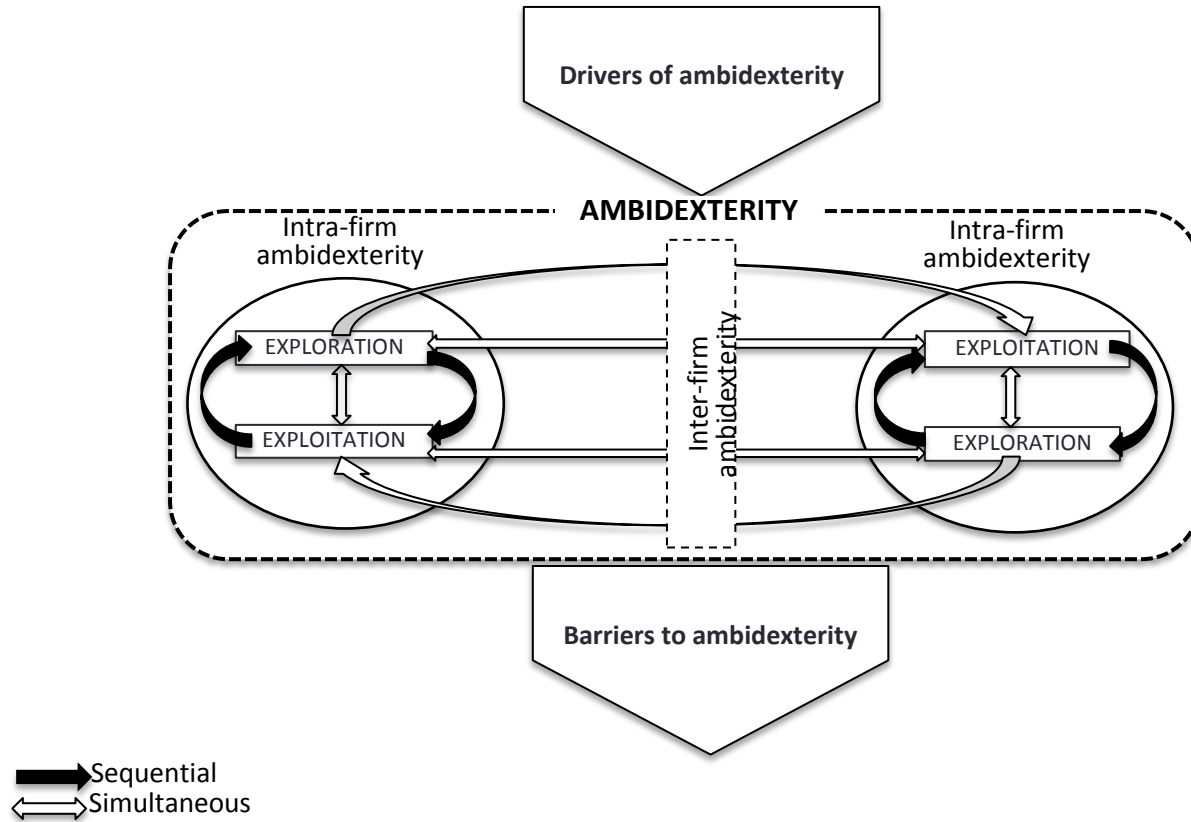 Drivers of ambidexterity
AMBIDEXTERITY
Intra-firm
ambidexterity
Intra-firm
ambidexterity
EXPLORATION
EXPLOITATION
Inter-firm
ambidexterity
EXPLOITATION
EXPLORATION
Barriers to ambidexterity
Sequential
Simultaneous